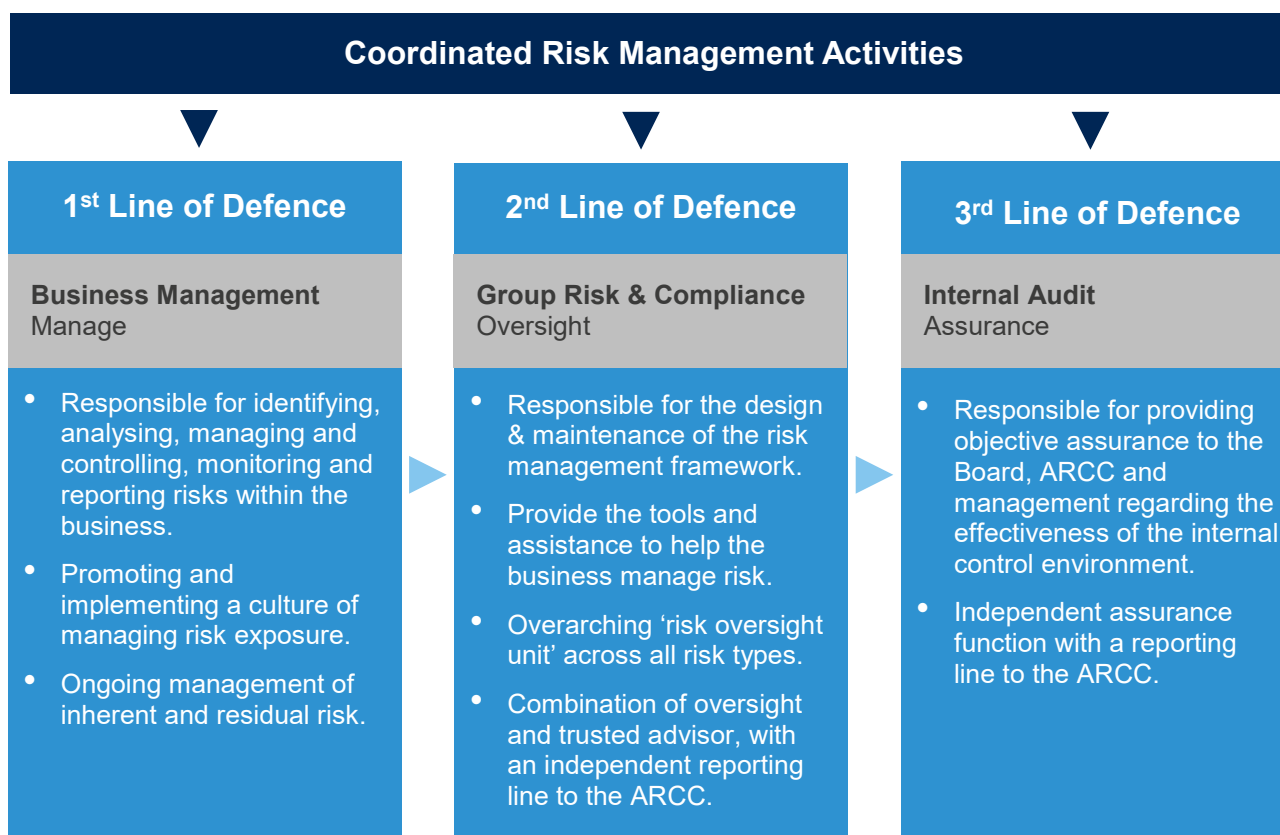 Coordinated Risk Management Activities
1st Line of Defence
Business Management
Manage
• Responsible for identifying,
analysing, managing and
controlling, monitoring and
reporting risks within the
business.
• Promoting and
implementing a culture of
managing risk exposure.
• Ongoing management of
inherent and residual risk.
2nd Line of Defence
Group Risk & Compliance
Oversight
• Responsible for the design
& maintenance of the risk
management framework.
• Provide the tools and
assistance to help the
business manage risk.
• Overarching ‘risk oversight
unit’ across all risk types.
• Combination of oversight
and trusted advisor, with
an independent reporting
line to the ARCC.
3rd Line of Defence
Internal Audit
Assurance
• Responsible for providing
objective assurance to the
Board, ARCC and
management regarding the
effectiveness of the internal
control environment.
• Independent assurance
function with a reporting
line to the ARCC.